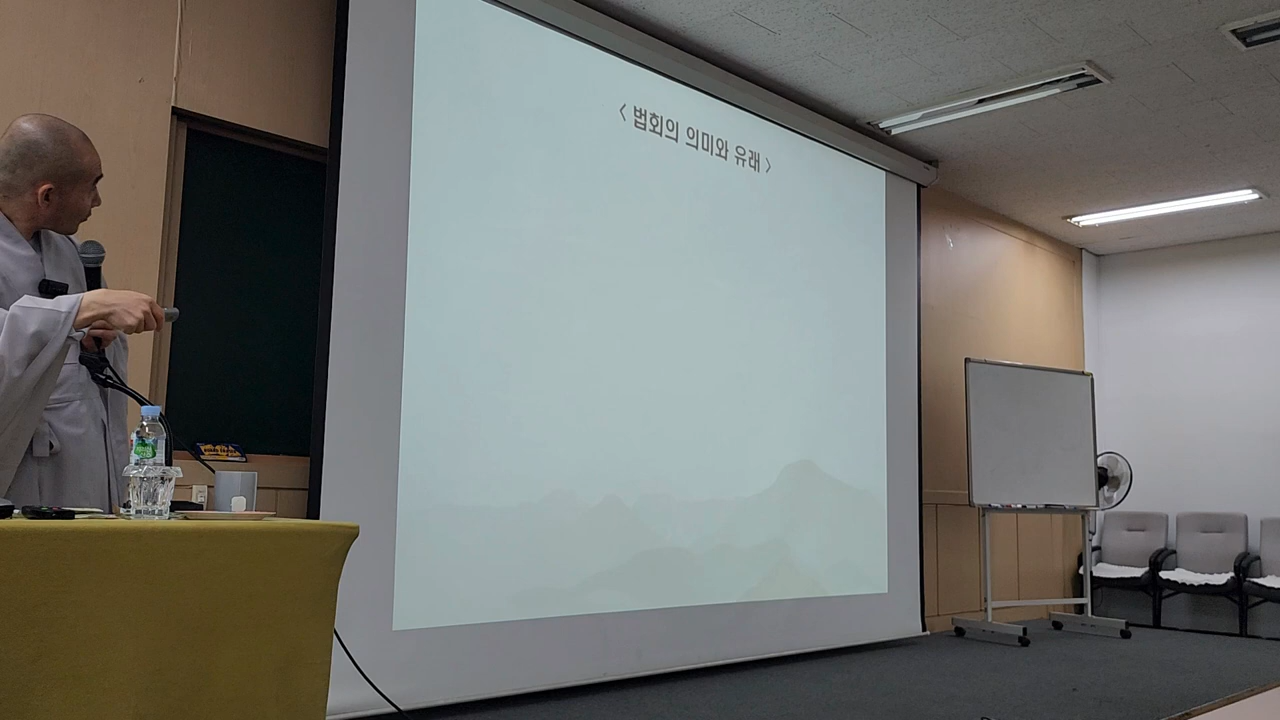 < 법회의 의미와 유래 >